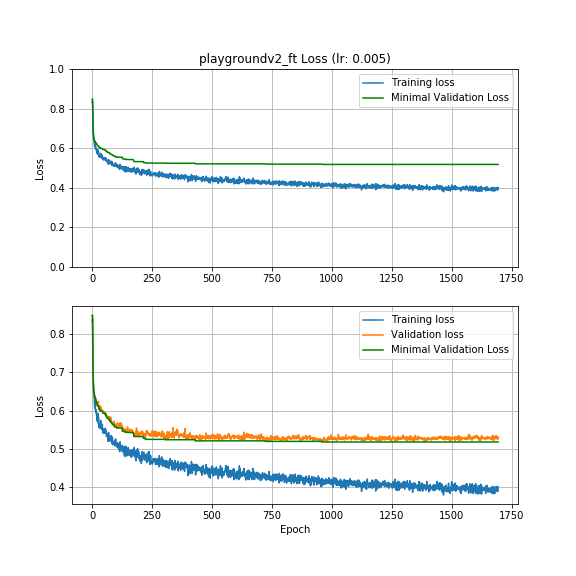 playgroundv2_ft Loss (lr: 0.005)
Training loss
Minimal Validation Loss
Loss
1.0
0.8
0.6
0.4
0.2
0.0
0 250 500 750 1000 1250 1500 1750
Training loss
Validation loss
Minimal Validation Loss
Loss
0.8
0.7
0.6
0.5
0.4
0 250 500 750 1000 1250 1500 1750
Epoch